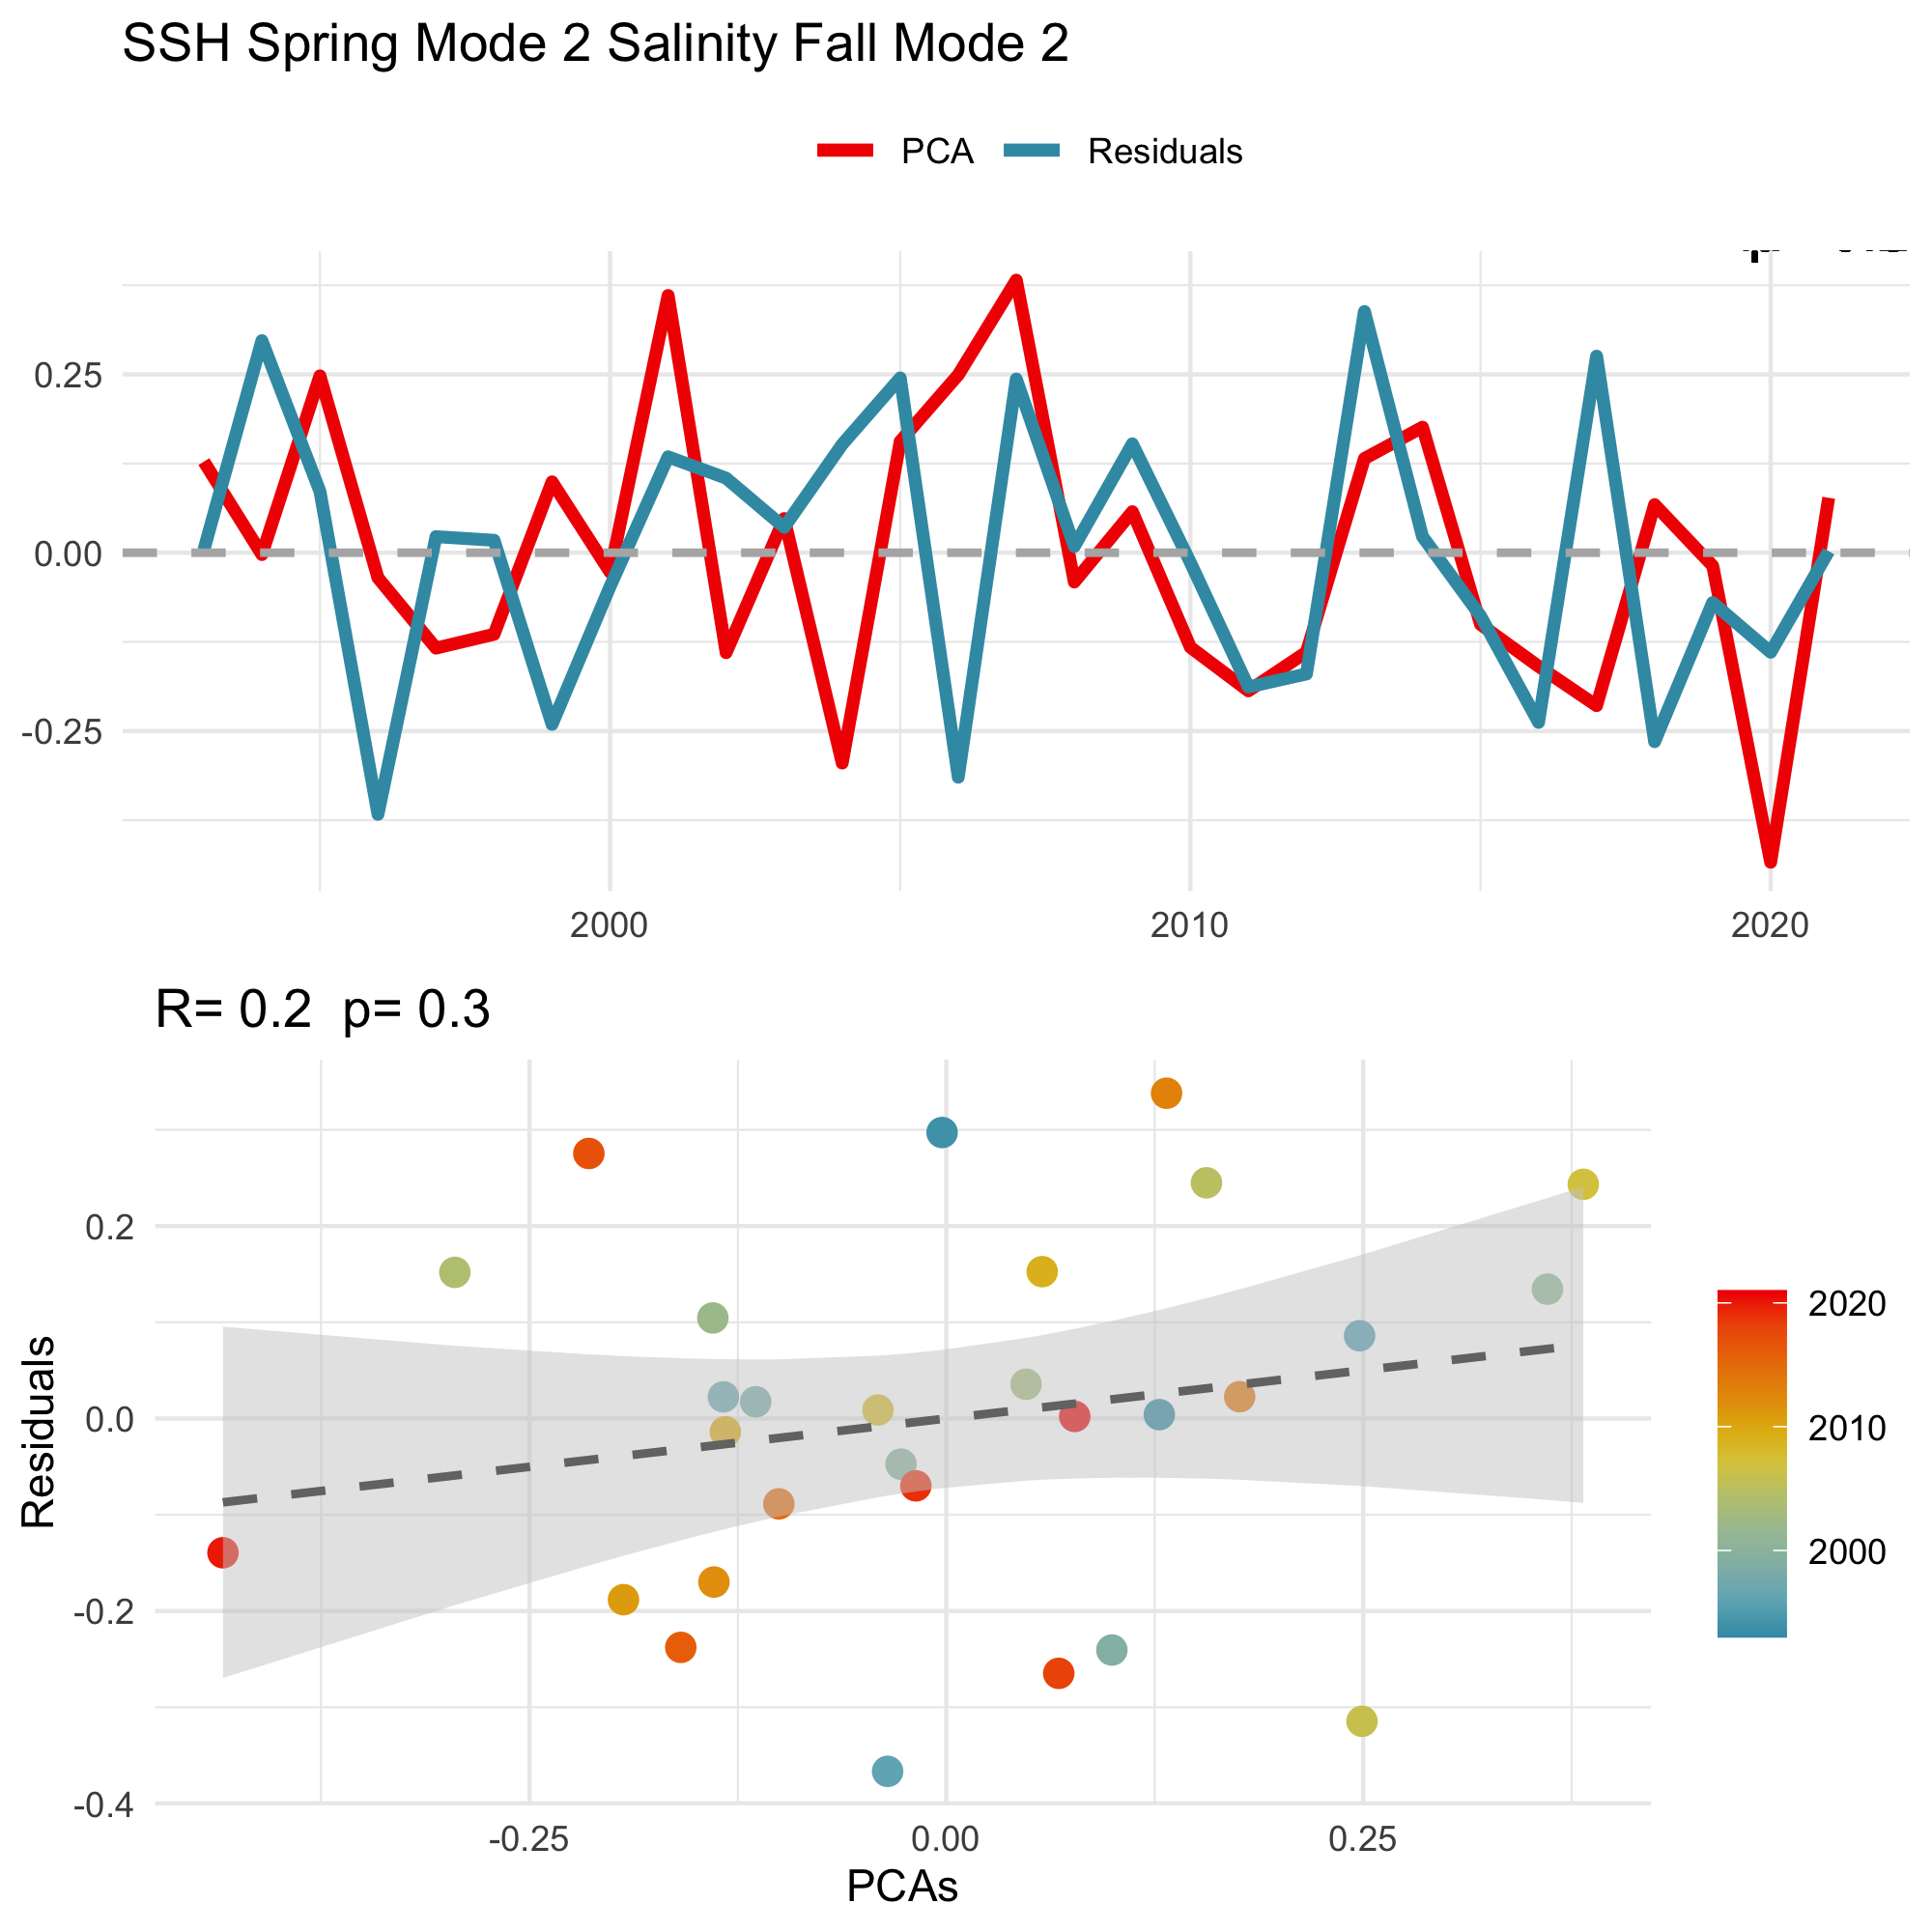 SSH Spring Mode 2 Salinity Fall Mode 2
PCA Residuals
0.25
0.00
-0.25
2000 2010 2020
R= 0.2 p= 0.3
Residuals
0.2
0.0
-0.2
-0.4
-0.25 0.00 0.25
PCAs
2020
2010
2000